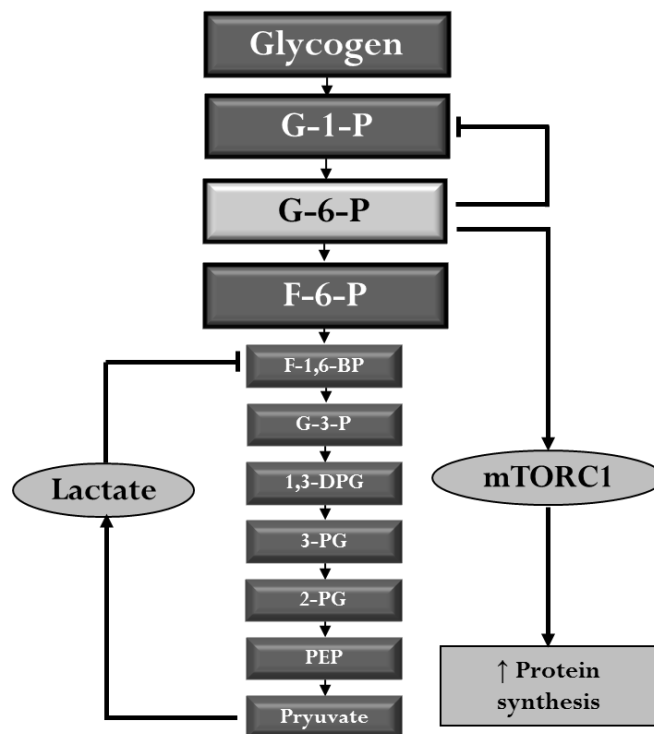 Glycogen
G-1-P
G-6-P
F-6-P
F-1,6-BP
G-3-P
Lactate
1,3-DPG
mTORC1
3-PG
2-PG
PEP
↑ Protein
synthesis
Pryuvate